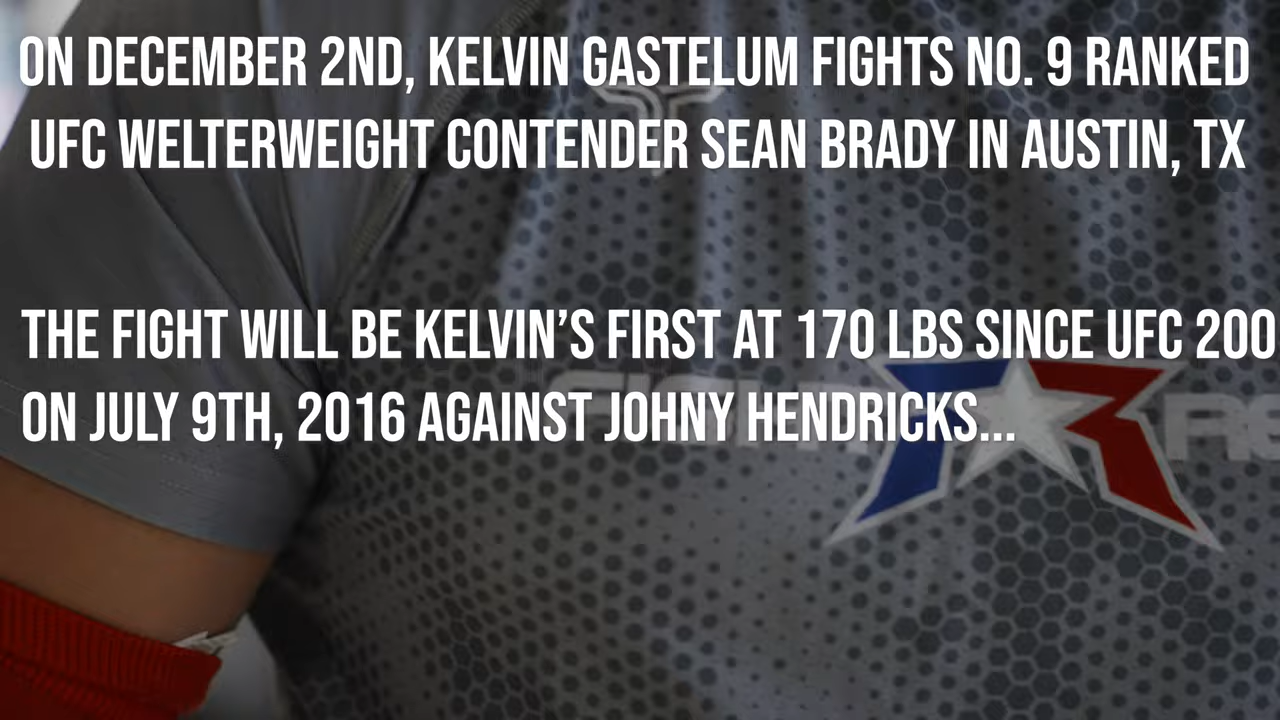 ON DECEMBER 2ND, KELVIN GASTELUM FIGHTS NO. 9 RANKED
UFC WELTERWEIGHT CONTENDER SEAN BRADY IN AUSTIN, TX
THE FIGHT WILL BE KELVIN'S FIRST AT 170 LBS SINCE UFC 200
ON JULY 9TH, 2016 AGAINST JOHNY HENDRICKS...